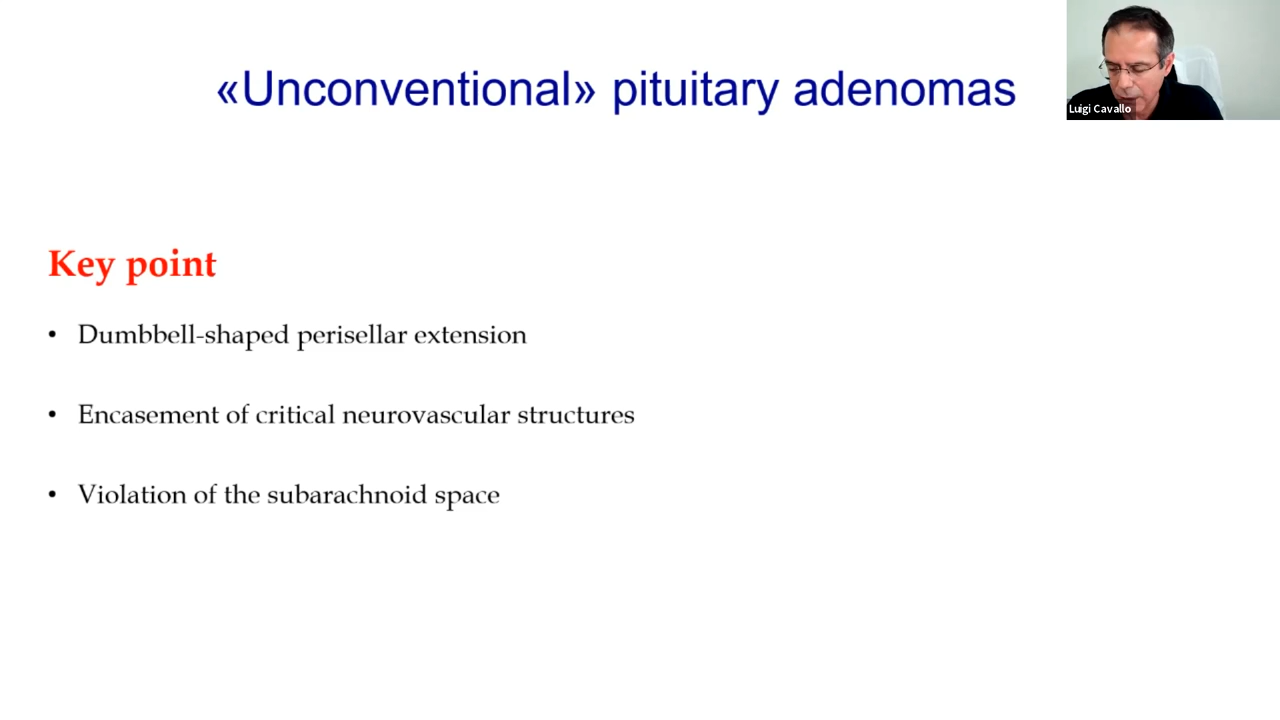 «Unconventional» pituitary adenomas
Luigi Cavallo
Key point
• Dumbbell-shaped perisellar extension
• Encasement of critical neurovascular structures
• Violation of the subarachnoid space